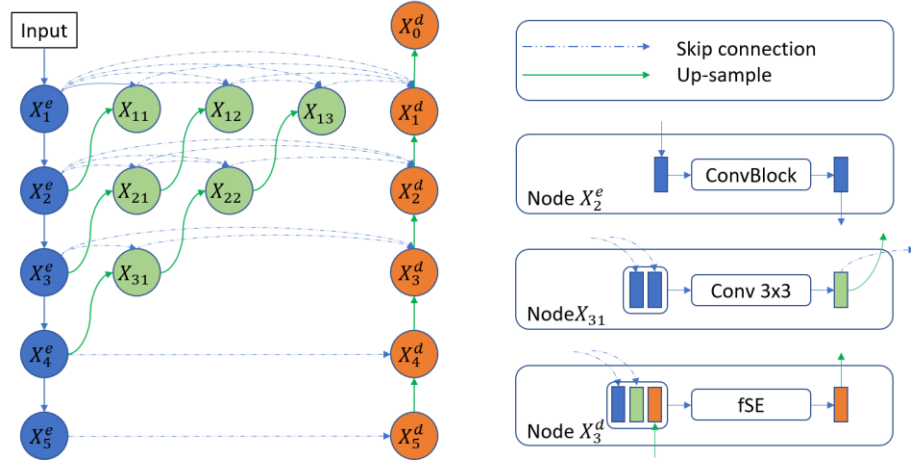 Input
X_0^d
X_1^e
X_11
X_12
X_13
X_1^d
X_2^e
X_21
X_22
X_2^d
X_3^e
X_31
X_3^d
X_4^e
X_4^d
X_5^e
X_5^d
Skip connection
Up-sample
ConvBlock
Node X_2^e
Conv 3x3
NodeX_31
fSE
Node X_3^d